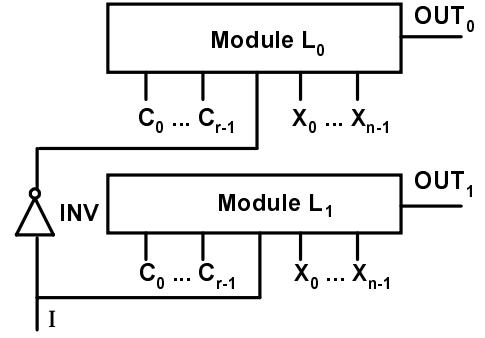 OUT₀
Module L₀
C₀ ... Cᵣ₋₁ X₀ ... Xₙ₋₁
OUT₁
INV
Module L₁
C₀ ... Cᵣ₋₁ X₀ ... Xₙ₋₁
I